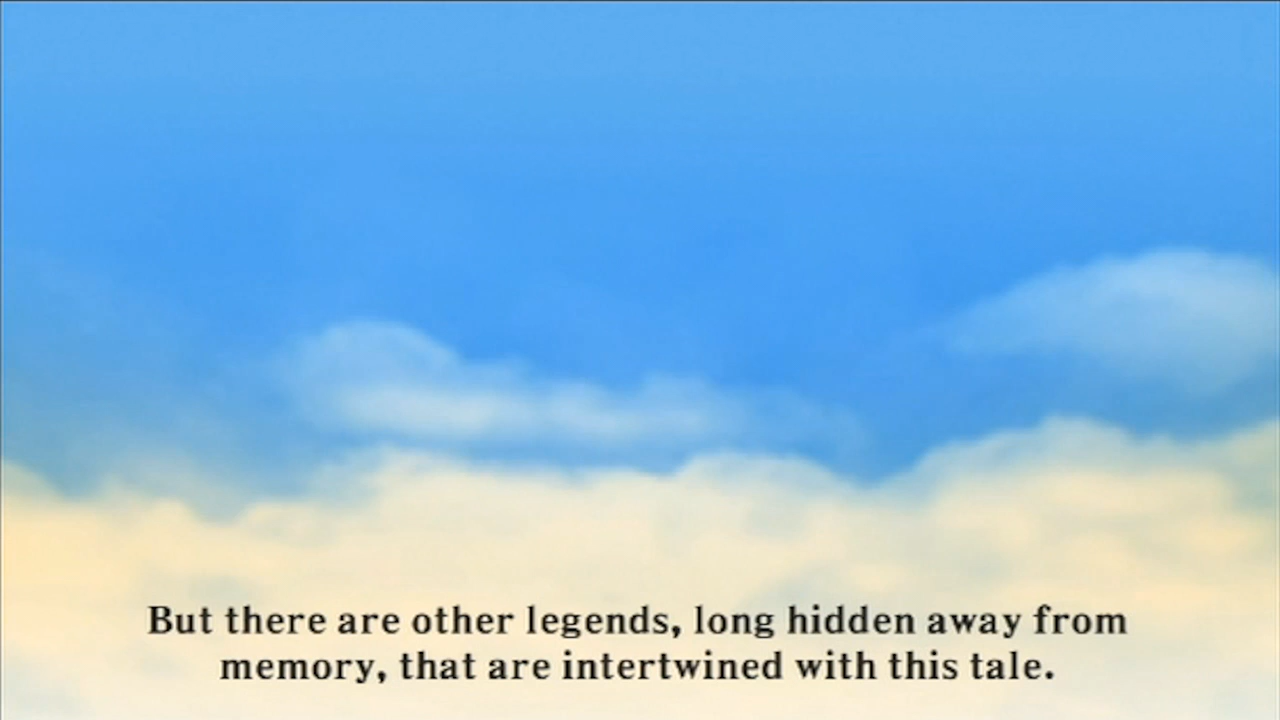 But there are other legends, long hidden away from
memory, that are intertwined with this tale.